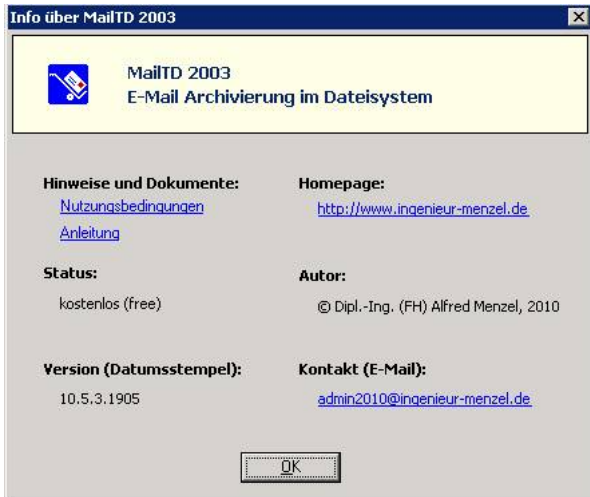 Info über MailTD 2003
MailTD 2003
E-Mail Archivierung im Dateisystem
Hinweise und Dokumente:
Nutzungsbedingungen
Anleitung
Homepage:
http://www.ingenieur-menzel.de
Status:
kostenlos (free)
Autor:
© Dipl.-Ing. (FH) Alfred Menzel, 2010
Version (Datumsstempel):
10.5.3.1905
Kontakt (E-Mail):
admin2010@ingenieur-menzel.de
OK